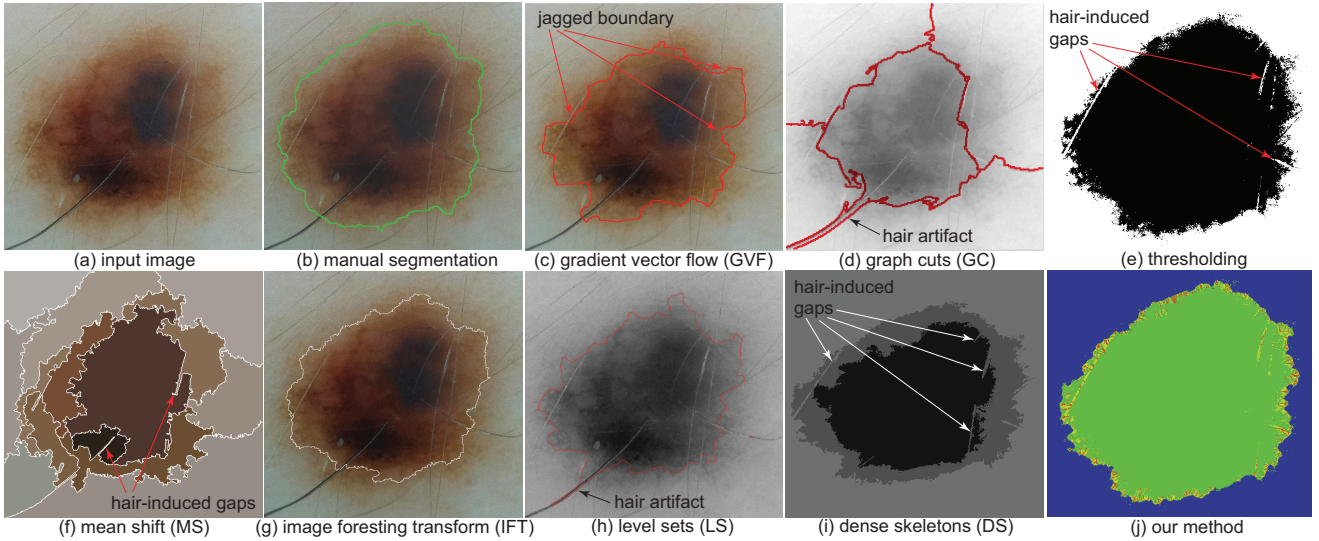 jagged boundary
hair-induced
gaps
hair artifact
(a) input image
(b) manual segmentation
(c) gradient vector flow (GVF)
(d) graph cuts (GC)
(e) thresholding
hair-induced gaps
hair artifact
hair-induced
gaps
(f) mean shift (MS)
(g) image foresting transform (IFT)
(h) level sets (LS)
(i) dense skeletons (DS)
(j) our method